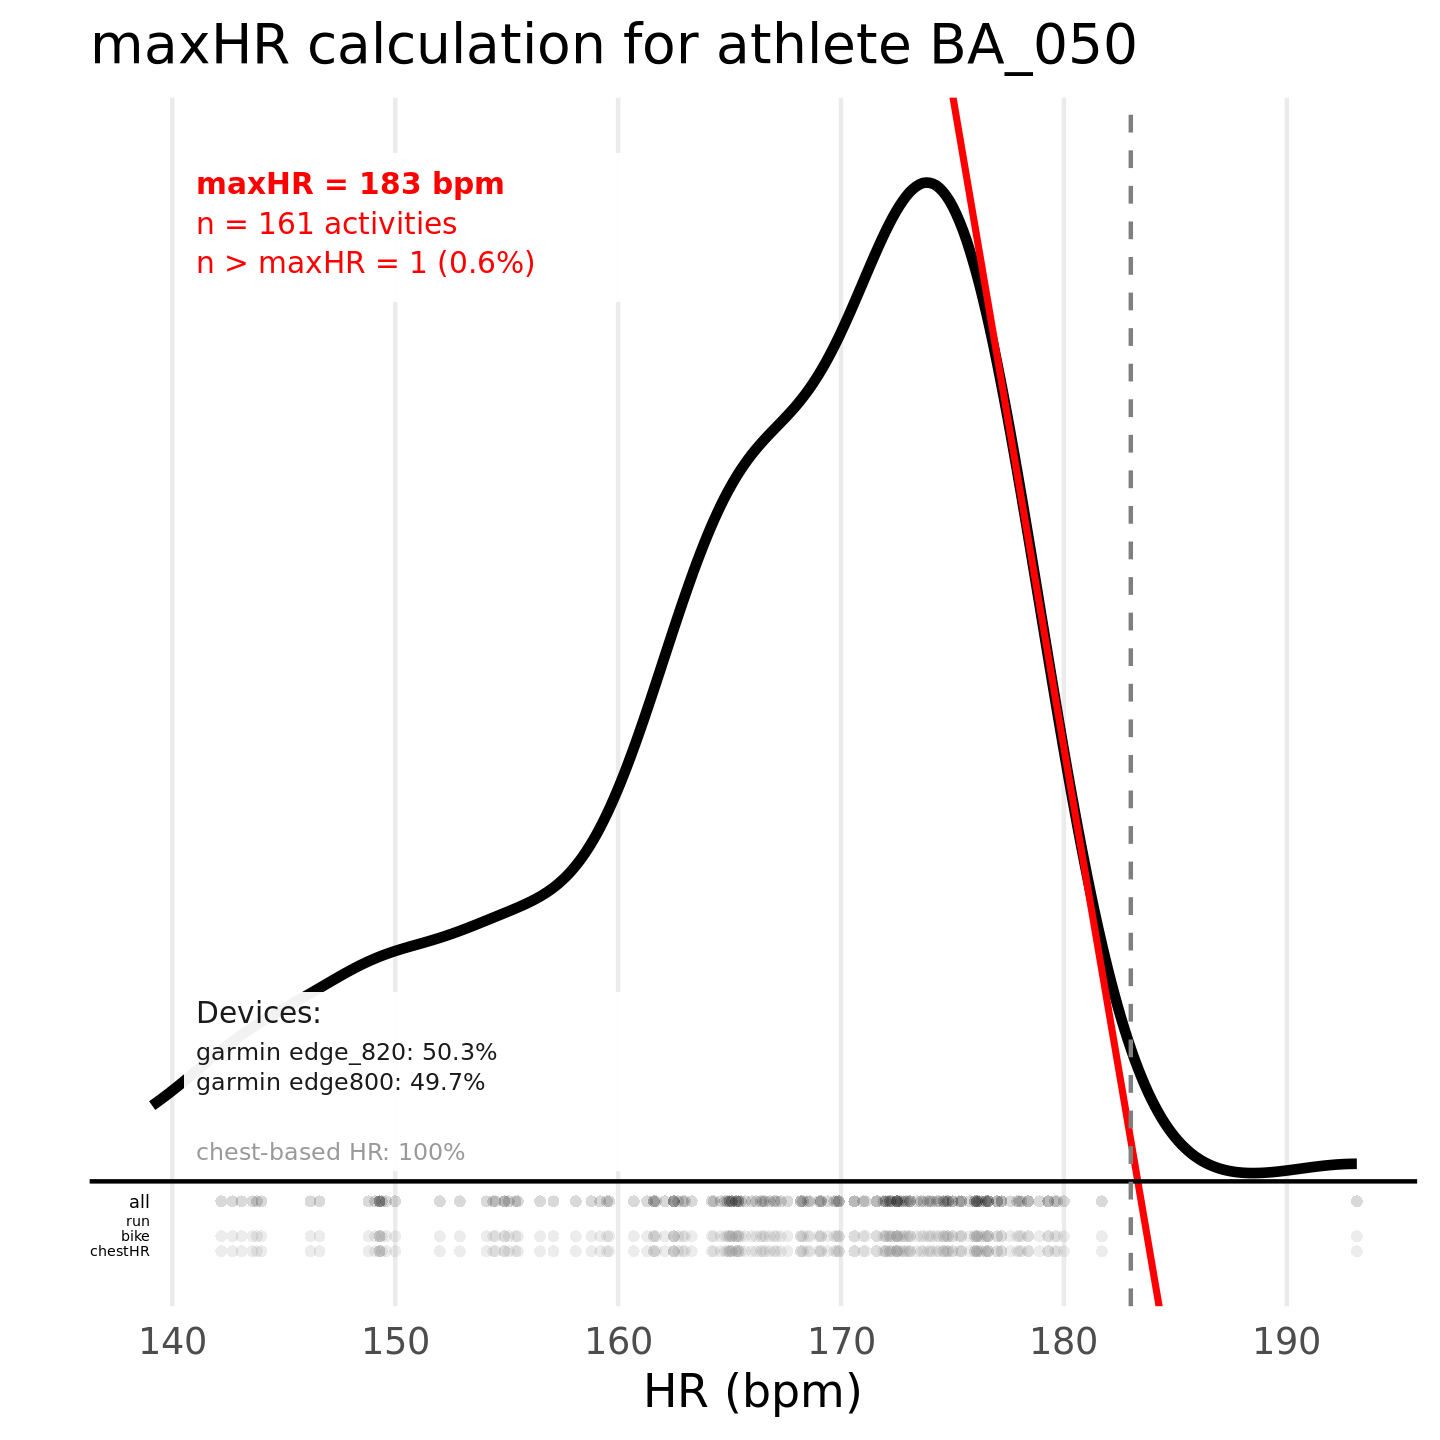 maxHR calculation for athlete BA_050
maxHR = 183 bpm
n = 161 activities
n > maxHR = 1 (0.6%)
Devices:
garmin edge_820: 50.3%
garmin edge800: 49.7%
chest-based HR: 100%
all
run
bike
chestHR
140 150 160 170 180 190
HR (bpm)